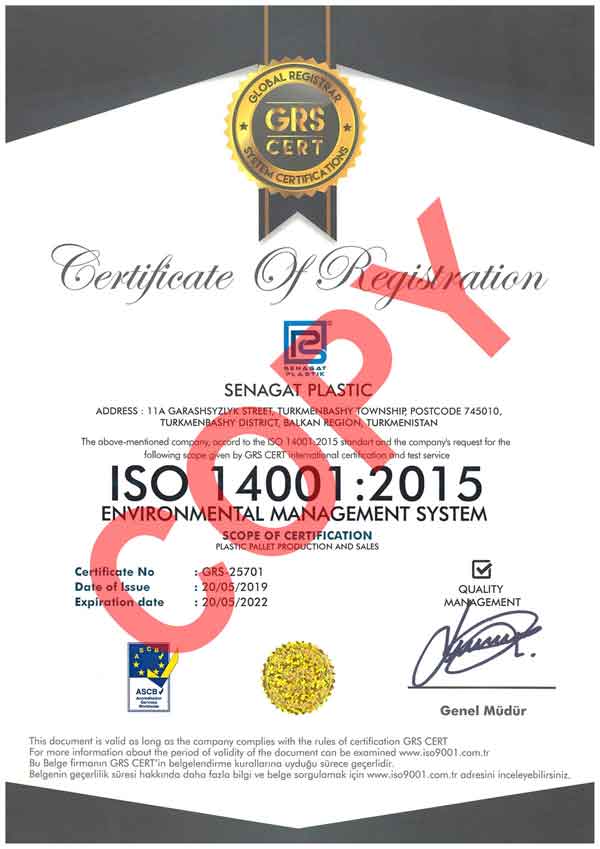 GLOBAL REGISTRAR
GRS
CERT
SYSTEM CERTIFICATIONS
Certificate Of Registration
SENAGAT
PLASTIK
SENAGAT PLASTIC
ADDRESS : 11A GARASHSYZLYK STREET, TURKMENBASHY TOWNSHIP, POSTCODE 745010,
TURKMENBASHY DISTRICT, BALKAN REGION, TURKMENISTAN
The above-mentioned company, accord to the ISO 14001:2015 standart and the company's request for the
following scope given by GRS CERT international certification and test service
ISO 14001:2015
ENVIRONMENTAL MANAGEMENT SYSTEM
SCOPE OF CERTIFICATION
PLASTIC PALLET PRODUCTION AND SALES
Certificate No : GRS-25701
Date of Issue : 20/05/2019
Expiration date : 20/05/2022
QUALITY
MANAGEMENT
COPY
ASCB
ASCB
Accreditation
Services
Worldwide
Genel Müdür
This document is valid as long as the company complies with the rules of certification GRS CERT
For more information about the period of validity of the document can be examined www.iso9001.com.tr
Bu Belge firmanın GRS CERT'in belgelendirme kurallarına uyduğu sürece geçerlidir.
Belgenin geçerlilik süresi hakkında daha fazla bilgi ve belge sorgulamak için www.iso9001.com.tr adresini inceleyebilirsiniz.